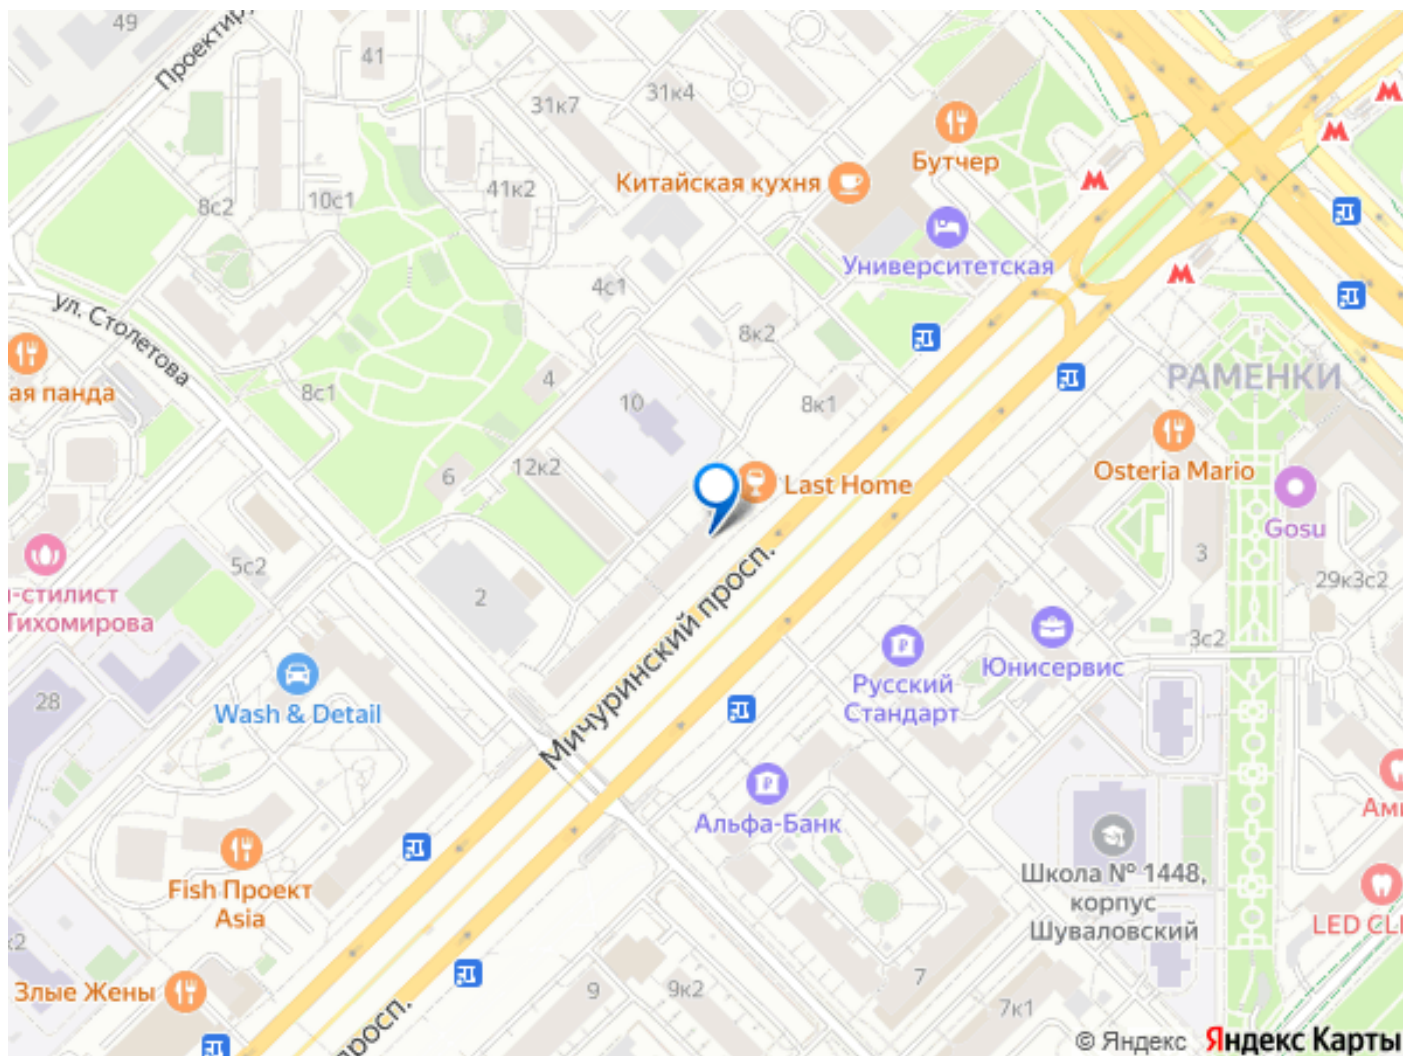 49
Проектиру
41
31к7
31к4
Бутчер
Китайская кухня
41к2
8с2
10с1
Университетская
4с1
8к2
ул. Столетова
РАМЕНКИ
ая панда
8с1
4
10
8к1
6
12к2
Last Home
Osteria Mario
Gosu
5с2
3
2
29к3с2
-стилист
Тихомирова
Мичуринский просп.
3с2
Юнисервис
Русский
Стандарт
28
Wash & Detail
Альфа-Банк
Ами
Школа № 1448,
корпус
Шуваловский
Fish Проект
Asia
LED CL
к2
Злые Жены
9
9к2
7
7к1
просп.
© Яндекс Яндекс Карты